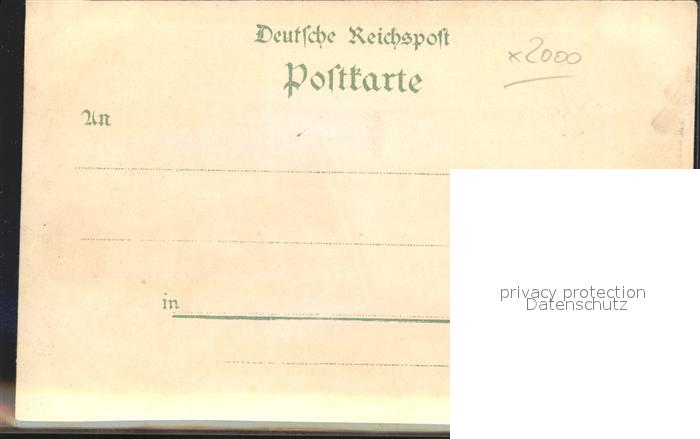 Deutſche Reichspost
Poſtkarte
x2000
An
in
privacy protection
Datenschutz